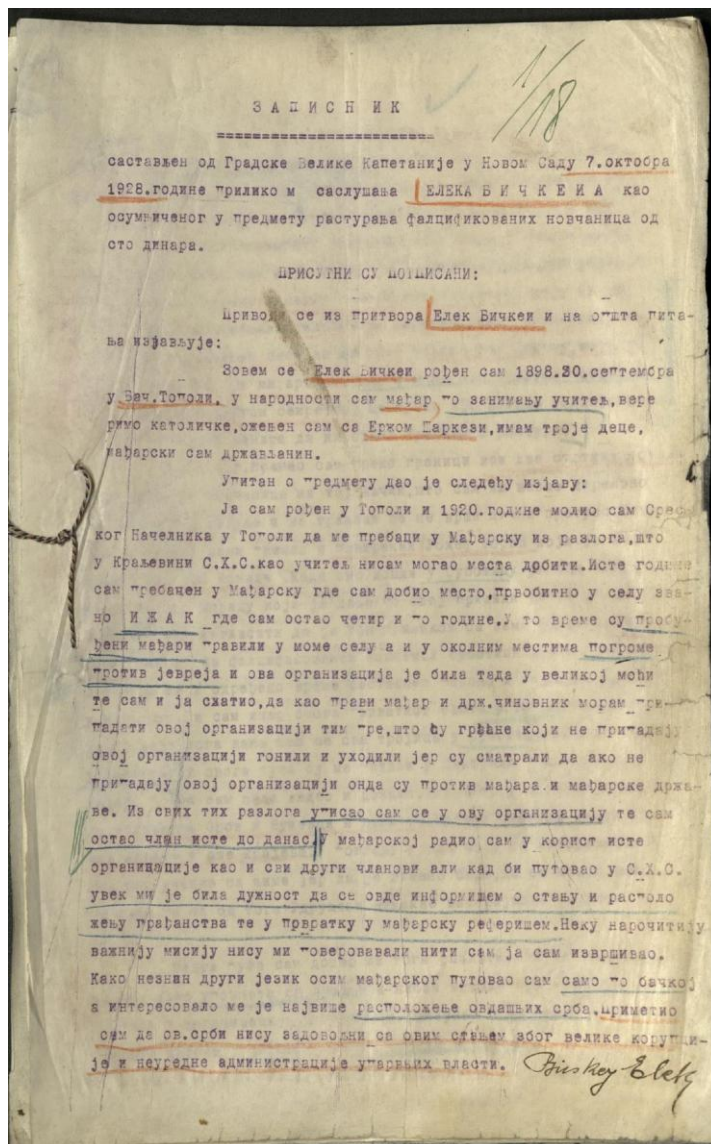 1/18
З А П И С Н И К
========================
састављен од Градске Велике Капетаније у Новом Саду 7.октобра
1928.године прилико м саслушања ЕЛЕКА Б И Ч К Е И А као
осумњиченог у предмету растурања фалцификованих новчаница од
сто динара.
ПРИСУТНИ СУ ПОТПИСАНИ:
Приводи се из притвора Елек Бичкеи и на општа пита-
ња изјављује:
Зовем се Елек Бичкеи рођен сам 1898.30.септембра
у Бач.Тополи, у народности сам мађар по занимању учитељ,вере
римо католичке,ожењен сам са Ержом Паркези,имам троје деце,
мађарски сам држављанин.
Упитан о предмету дао је следећу изјаву:
Ја сам рођен у Тополи и 1920.године молио сам Срес
ког Начелника у Тополи да ме пребаци у Мађарску из разлога,што
у Краљевини С.Х.С.као учитељ нисам могао места добити.Исте године
сам пребачен у Мађарску где сам добио место,првобитно у селу зва
но И Ж А К где сам остао четир и по године.У то време су пробу
ђени мађари правили у моме селу а и у околним местима погроме
против јевреја и ова организација је била тада у великој моћи
те сам и ја схатио,да као прави мађар и држ.чиновник морам при-
падати овој организацији тим пре,што су грђане који не припадају
овој организацији гонили и уходили јер су сматрали да ако не
припадају овој организацији онда су против мађара.и мађарске држа-
ве. Из свих тих разлога уписао сам се у ову организацију те сам
остао члан исте до данас.У мађарској радио сам у корист исте
организације као и сви други чланови али кад би путовао у С.Х.С.
увек ми је била дужност да се овде информишем о стању и располо
жењу грађанства те у повратку у мађарску реферишем.Неку нарочитију
важнију мисију нису ми поверовавали нити сам ја сам извршивао.
Како незнан други језик осим мађарског путовао сам само по бачкој
а интересовало ме је највише расположење овдашњих срба.Приметио
сам да ов.срби нису задовољни са овим стањем због велике корупци-
је и неуредне администрације управних власти. Bicskey Elek